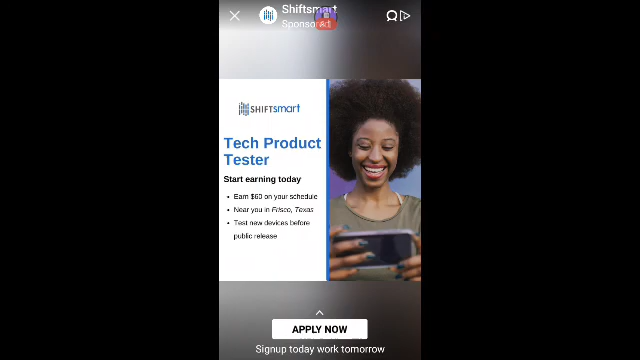 Shiftsmart
Sponsored
SHIFTsmart
Tech Product
Tester
Start earning today
• Earn $60 on your schedule
• Near you in Frisco, Texas
• Test new devices before
public release
APPLY NOW
Signup today work tomorrow